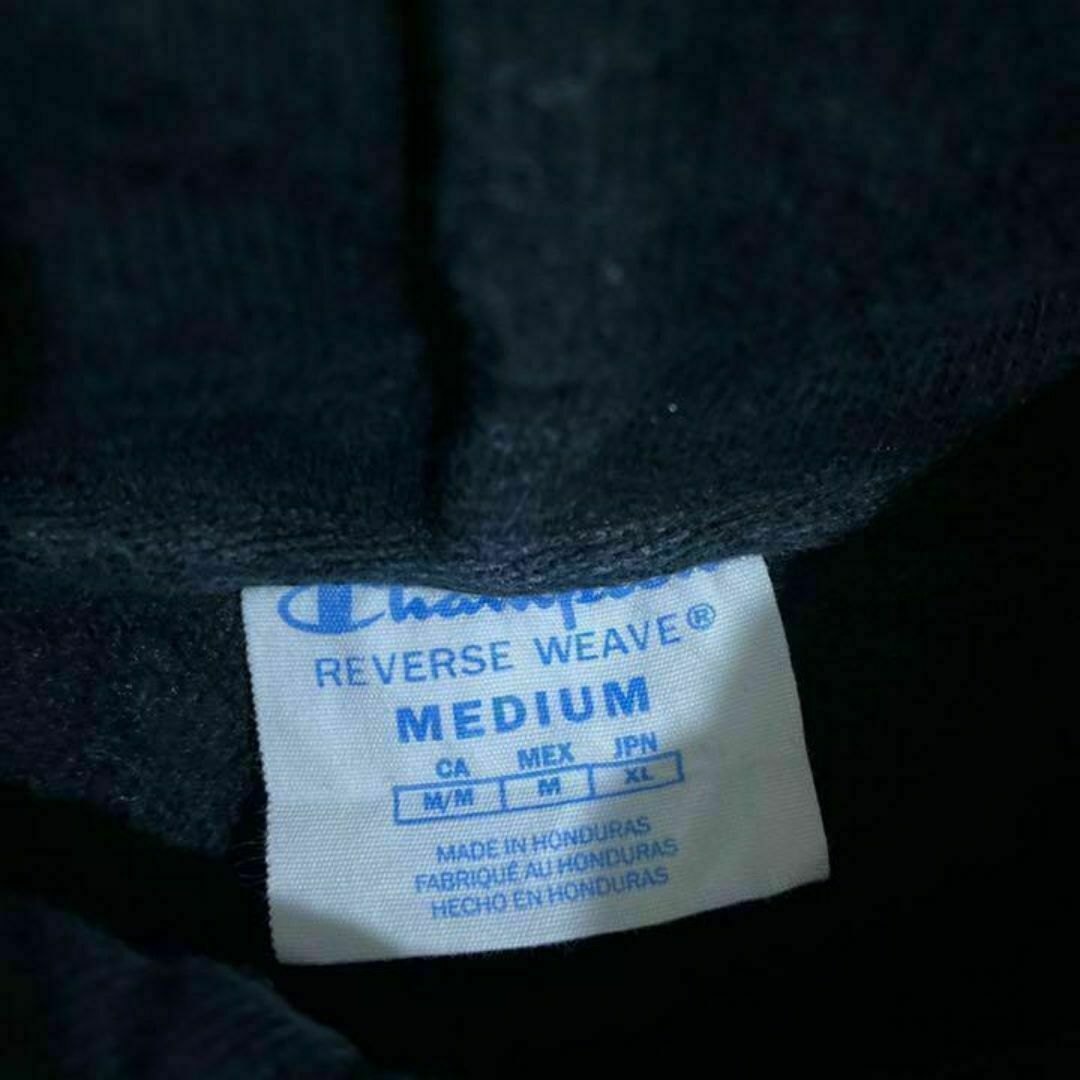 Champion
REVERSE WEAVE®
MEDIUM
CA MEX JPN
M/M M XL
MADE IN HONDURAS
FABRIQUÉ AU HONDURAS
HECHO EN HONDURAS